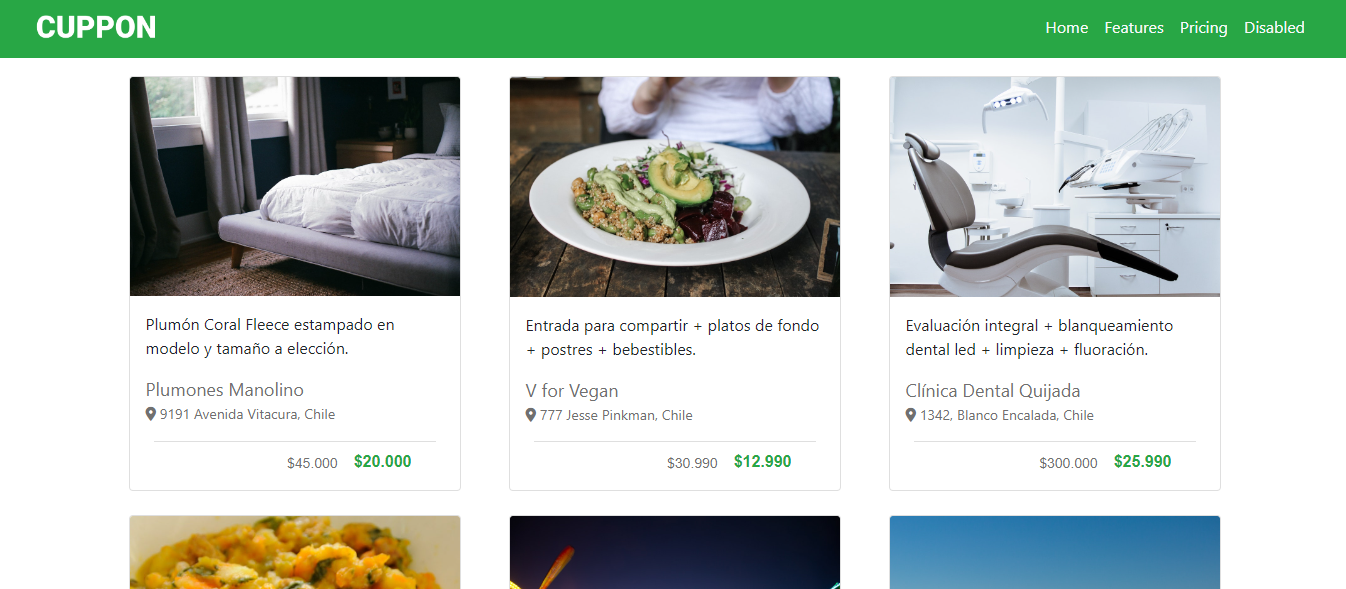 CUPPON
Home Features Pricing Disabled
Plumón Coral Fleece estampado en
modelo y tamaño a elección.
Plumones Manolino
9191 Avenida Vitacura, Chile
$45.000 $20.000
Entrada para compartir + platos de fondo
+ postres + bebestibles.
V for Vegan
777 Jesse Pinkman, Chile
$30.990 $12.990
Evaluación integral + blanqueamiento
dental led + limpieza + fluoración.
Clínica Dental Quijada
1342, Blanco Encalada, Chile
$300.000 $25.990